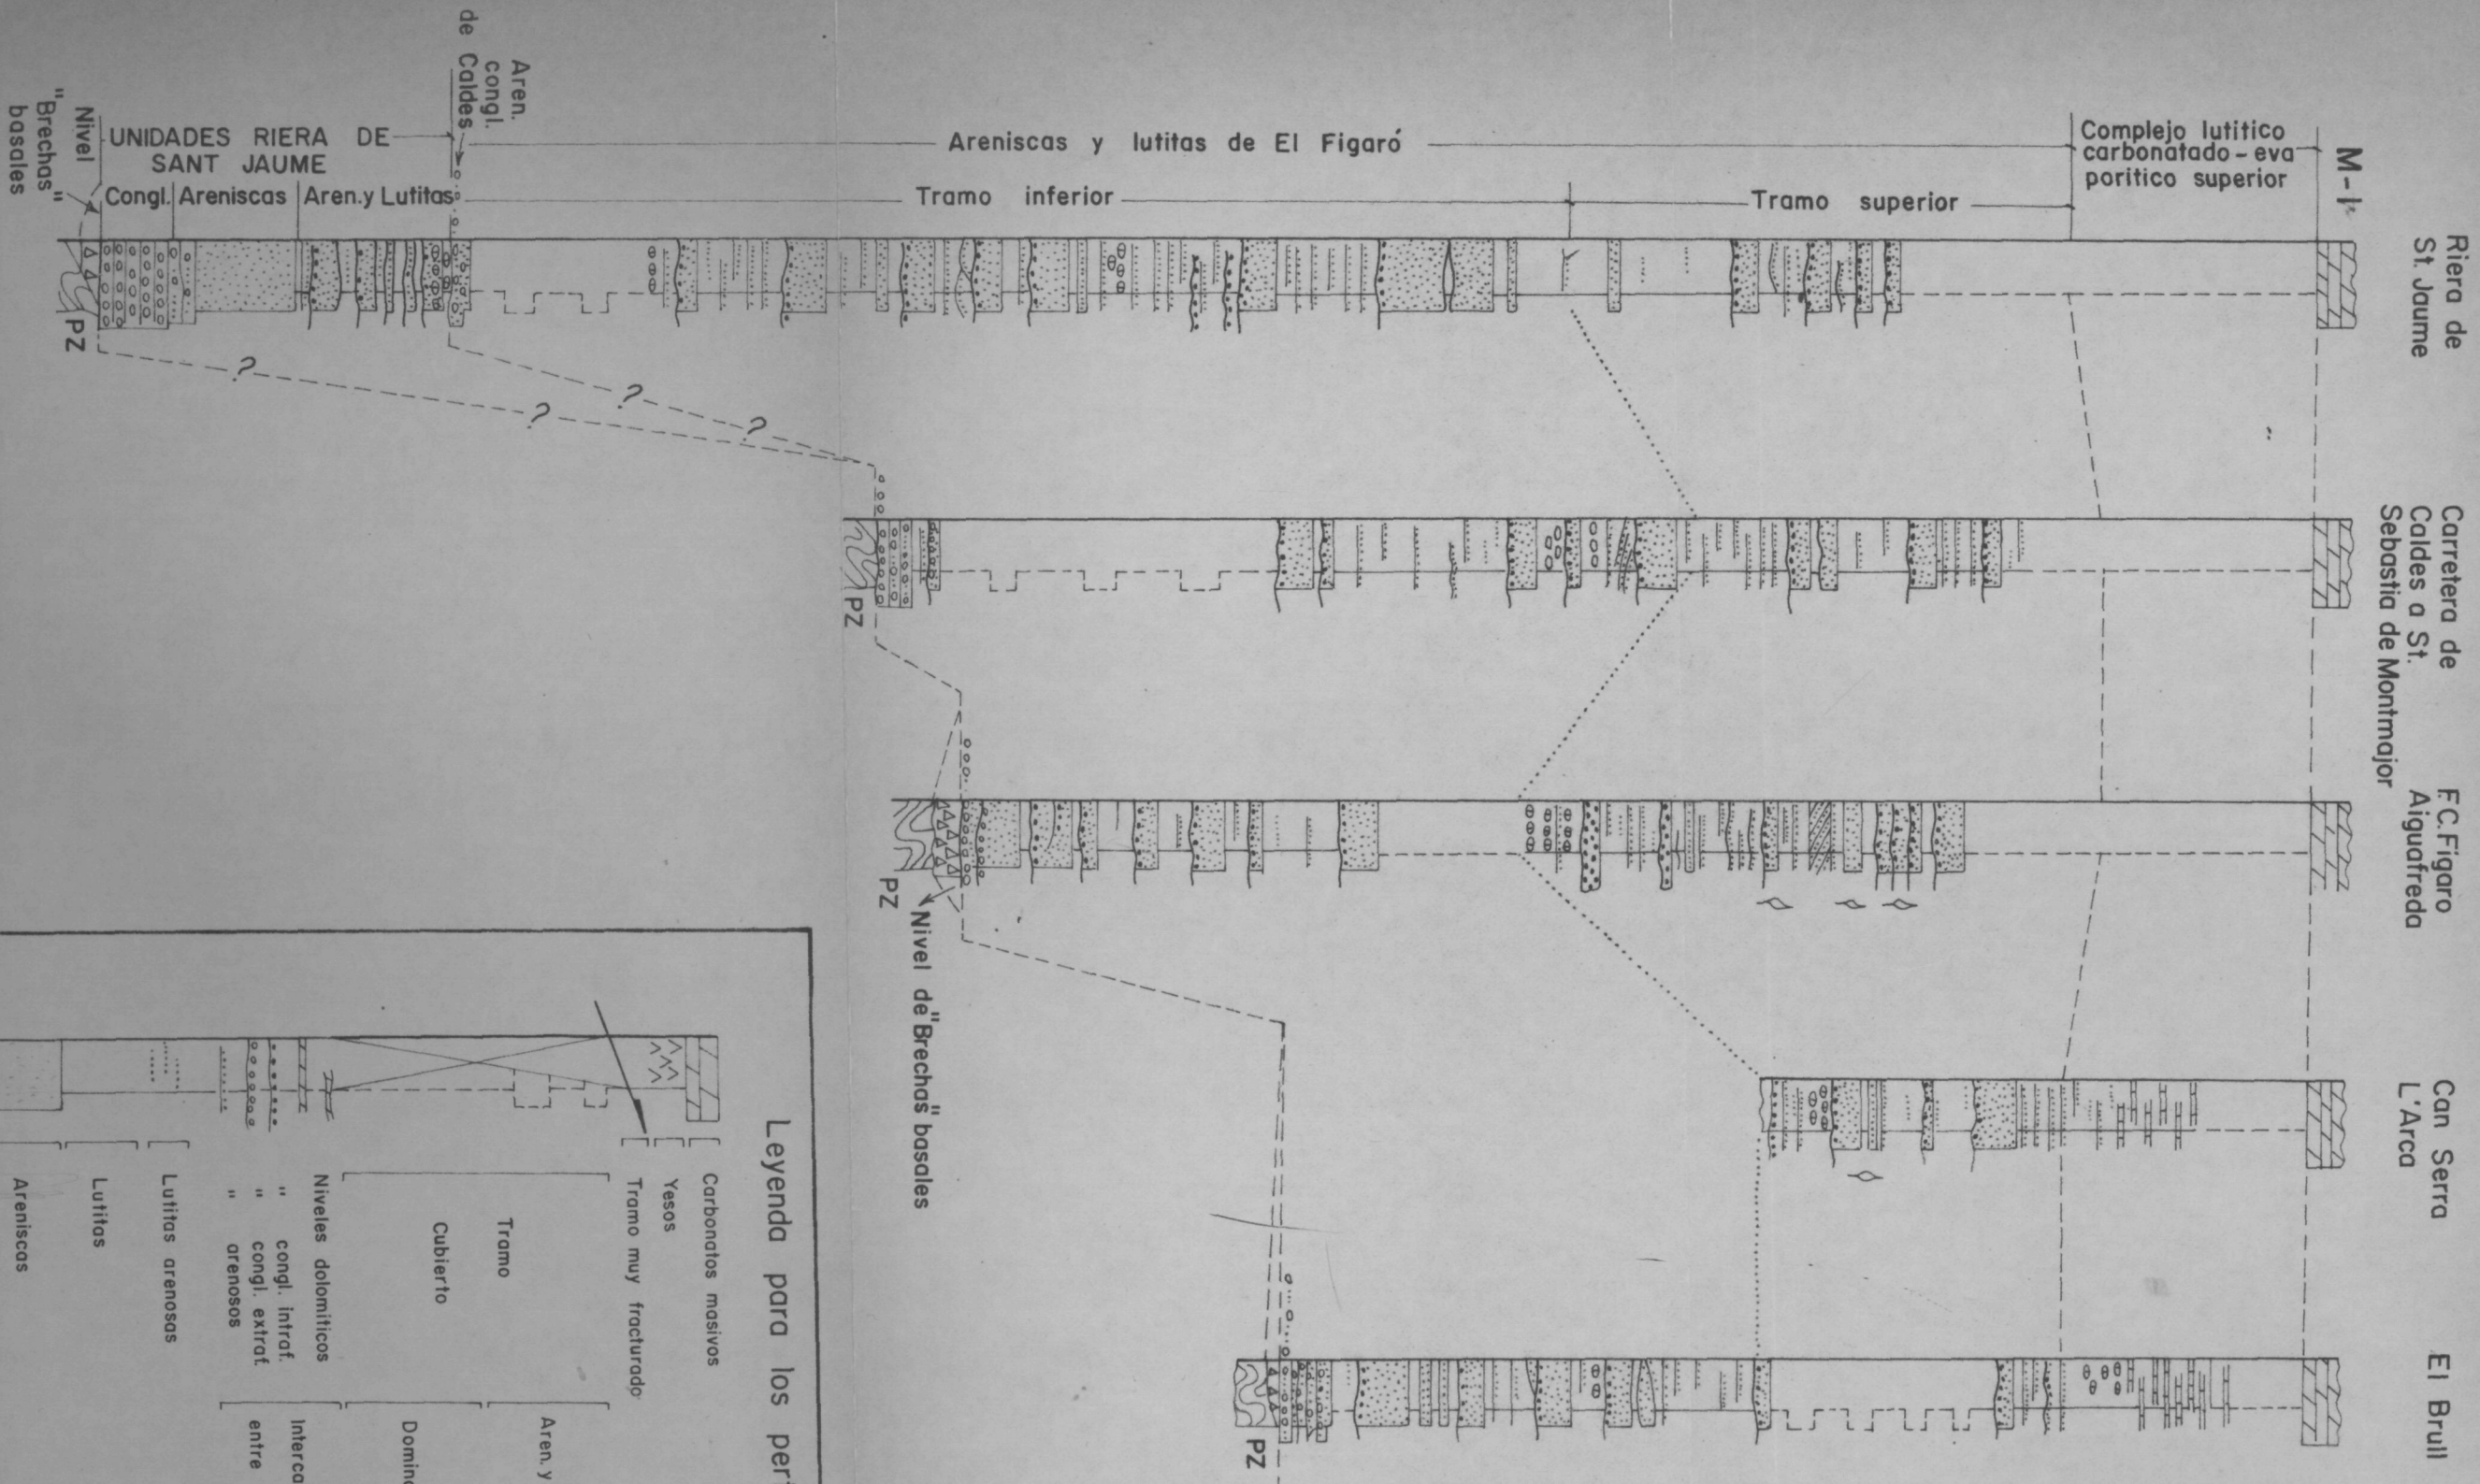 Aren.
congl.
de Caldes
Nivel
"Brechas"
basales
UNIDADES RIERA DE
SANT JAUME
Congl.
Areniscas
Aren.y Lutitas
Areniscas y lutitas de El Figaró
Tramo inferior
Tramo superior
Complejo lutitico
carbonatado-eva
poritico superior
M-1
Riera de
St. Jaume
PZ
?
?
?
?
Carretera de
Caldes a St.
Sebastia de Montmajor
PZ
F.C.Figaro
Aiguafreda
PZ
Nivel de "Brechas" basales
Can Serra
L'Arca
El Brull
PZ
Leyenda para los
Carbonatos masivos
Yesos
Tramo muy fracturado
Tramo
Cubierto
Niveles dolomiticos
" congl. intraf.
" congl. extraf.
" arenosos
Lutitas arenosas
Lutitas
Areniscas
Aren. y
entre